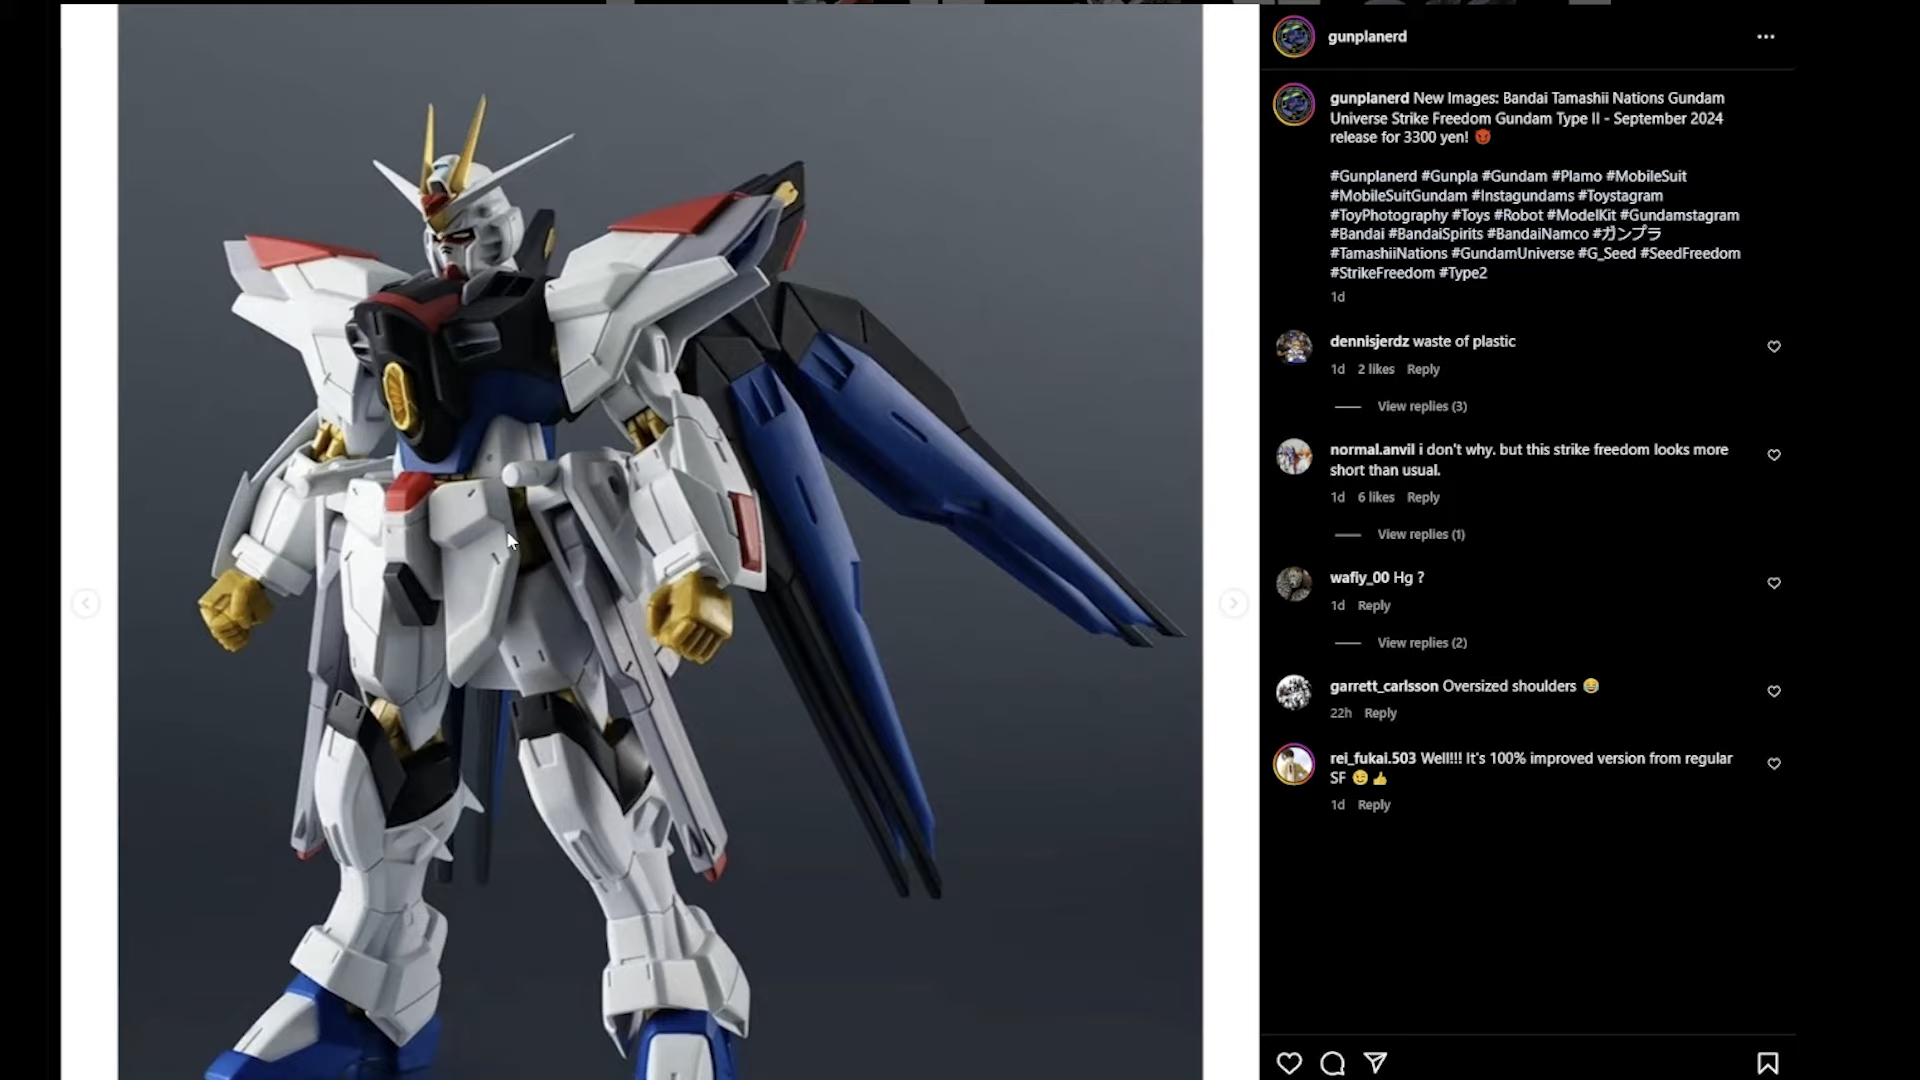 gunplanerd
gunplanerd New Images: Bandai Tamashii Nations Gundam
Universe Strike Freedom Gundam Type II - September 2024
release for 3300 yen! 😈
#Gunplanerd #Gunpla #Gundam #Plamo #MobileSuit
#MobileSuitGundam #Instagundams #Toystagram
#ToyPhotography #Toys #Robot #ModelKit #Gundamstagram
#Bandai #BandaiSpirits #BandaiNamco #ガンプラ
#TamashiiNations #GundamUniverse #G_Seed #SeedFreedom
#StrikeFreedom #Type2
1d
dennisjerdz waste of plastic
1d 2 likes Reply
View replies (3)
normal.anvil i don't why. but this strike freedom looks more
short than usual.
1d 6 likes Reply
View replies (1)
wafiy_00 Hg ?
1d Reply
View replies (2)
garrett_carlsson Oversized shoulders 😂
22h Reply
rei_fukai.503 Well!!! It's 100% improved version from regular
SF 😉👍
1d Reply